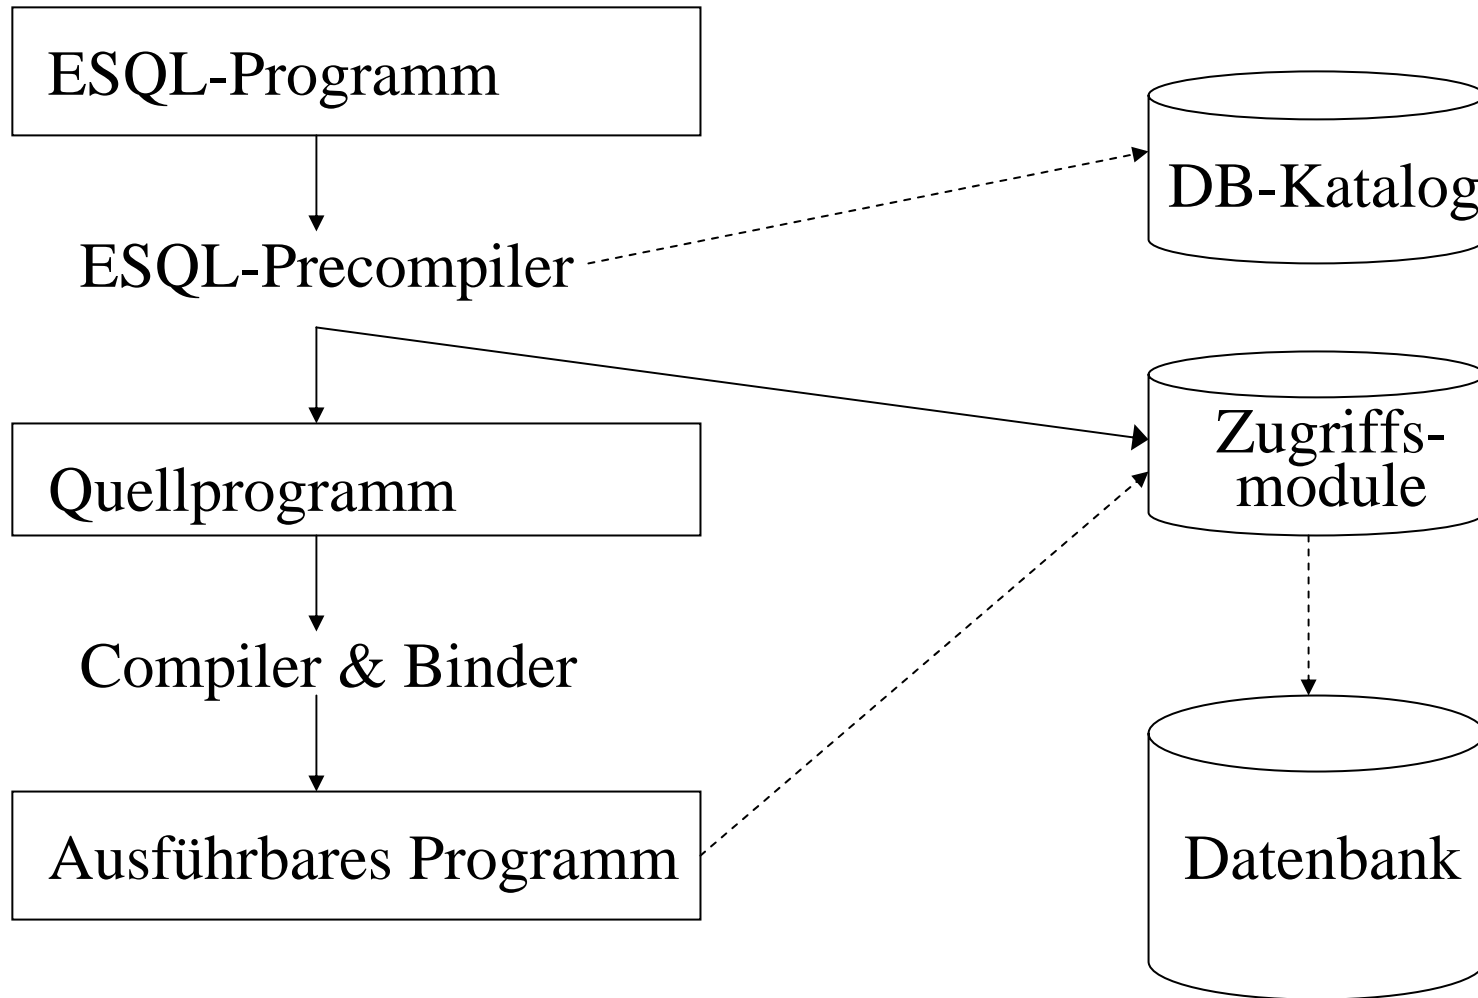 ESQL-Programm
DB-Katalog
ESQL-Precompiler
Zugriffs-
module
Quellprogramm
Compiler & Binder
Ausführbares Programm
Datenbank